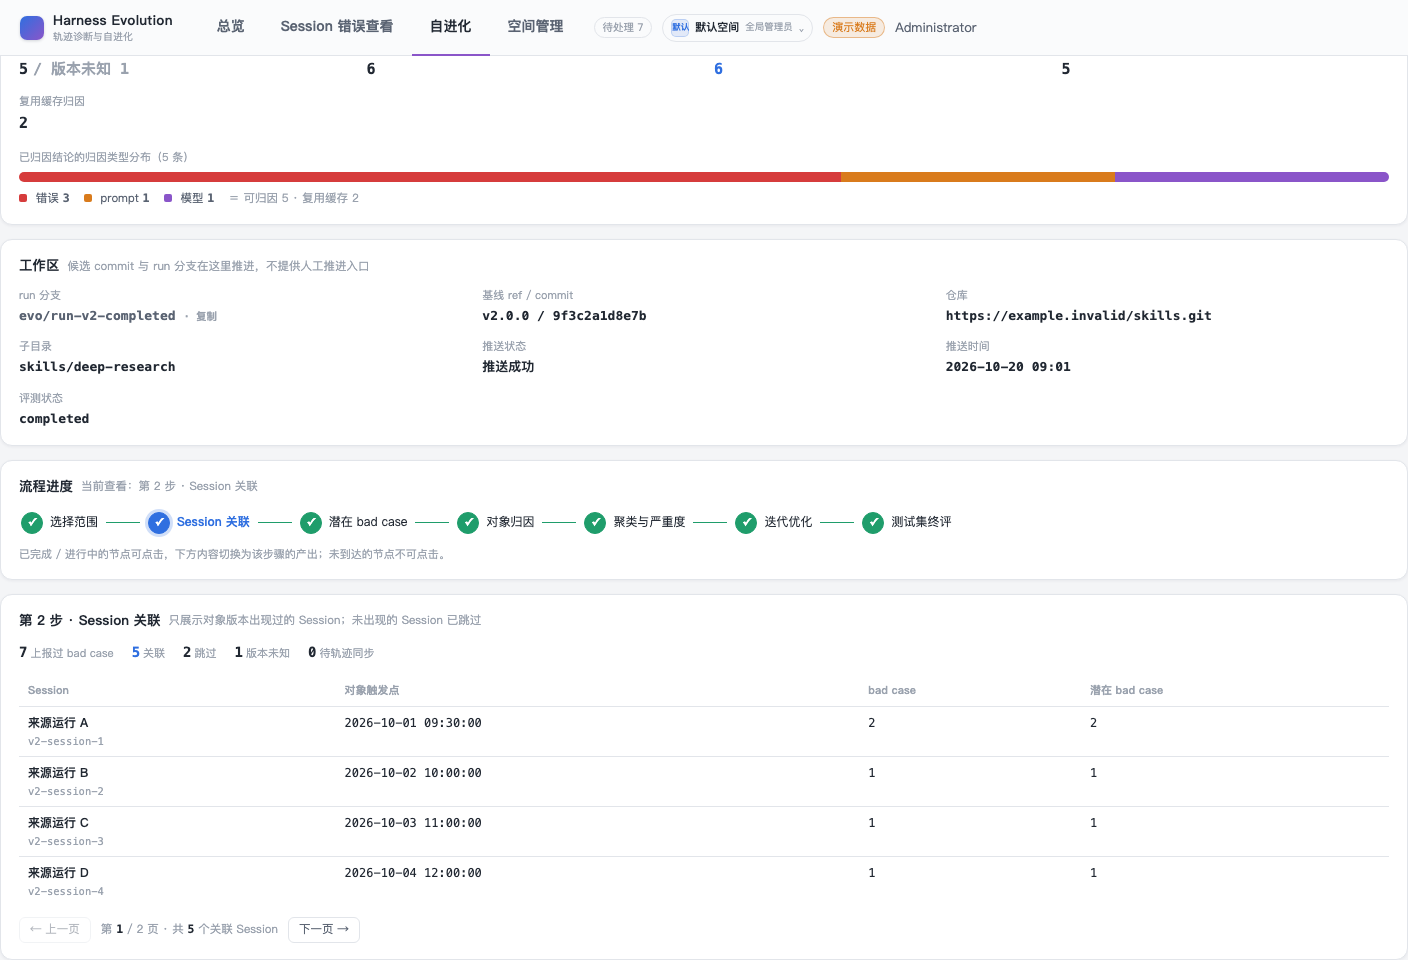 Harness Evolution
轨迹诊断与自进化
总览
Session 错误查看
自进化
空间管理
待处理 7
默认 默认空间 全局管理员
演示数据
Administrator
5 / 版本未知 1
6
6
5
复用缓存归因
2
已归因结论的归因类型分布（5 条）
错误 3 prompt 1 模型 1 = 可归因 5 · 复用缓存 2
工作区 候选 commit 与 run 分支在这里推进，不提供人工推进入口
run 分支
evo/run-v2-completed · 复制
基线 ref / commit
v2.0.0 / 9f3c2a1d8e7b
仓库
https://example.invalid/skills.git
子目录
skills/deep-research
推送状态
推送成功
推送时间
2026-10-20 09:01
评测状态
completed
流程进度 当前查看：第 2 步 · Session 关联
✓ 选择范围 ✓ Session 关联 ✓ 潜在 bad case ✓ 对象归因 ✓ 聚类与严重度 ✓ 迭代优化 ✓ 测试集终评
已完成 / 进行中的节点可点击，下方内容切换为该步骤的产出；未到达的节点不可点击。
第 2 步 · Session 关联 只展示对象版本出现过的 Session；未出现的 Session 已跳过
7 上报过 bad case 5 关联 2 跳过 1 版本未知 0 待轨迹同步
Session 对象触发点 bad case 潜在 bad case
来源运行 A 2026-10-01 09:30:00 2 2
v2-session-1
来源运行 B 2026-10-02 10:00:00 1 1
v2-session-2
来源运行 C 2026-10-03 11:00:00 1 1
v2-session-3
来源运行 D 2026-10-04 12:00:00 1 1
v2-session-4
← 上一页 第 1 / 2 页 · 共 5 个关联 Session 下一页 →